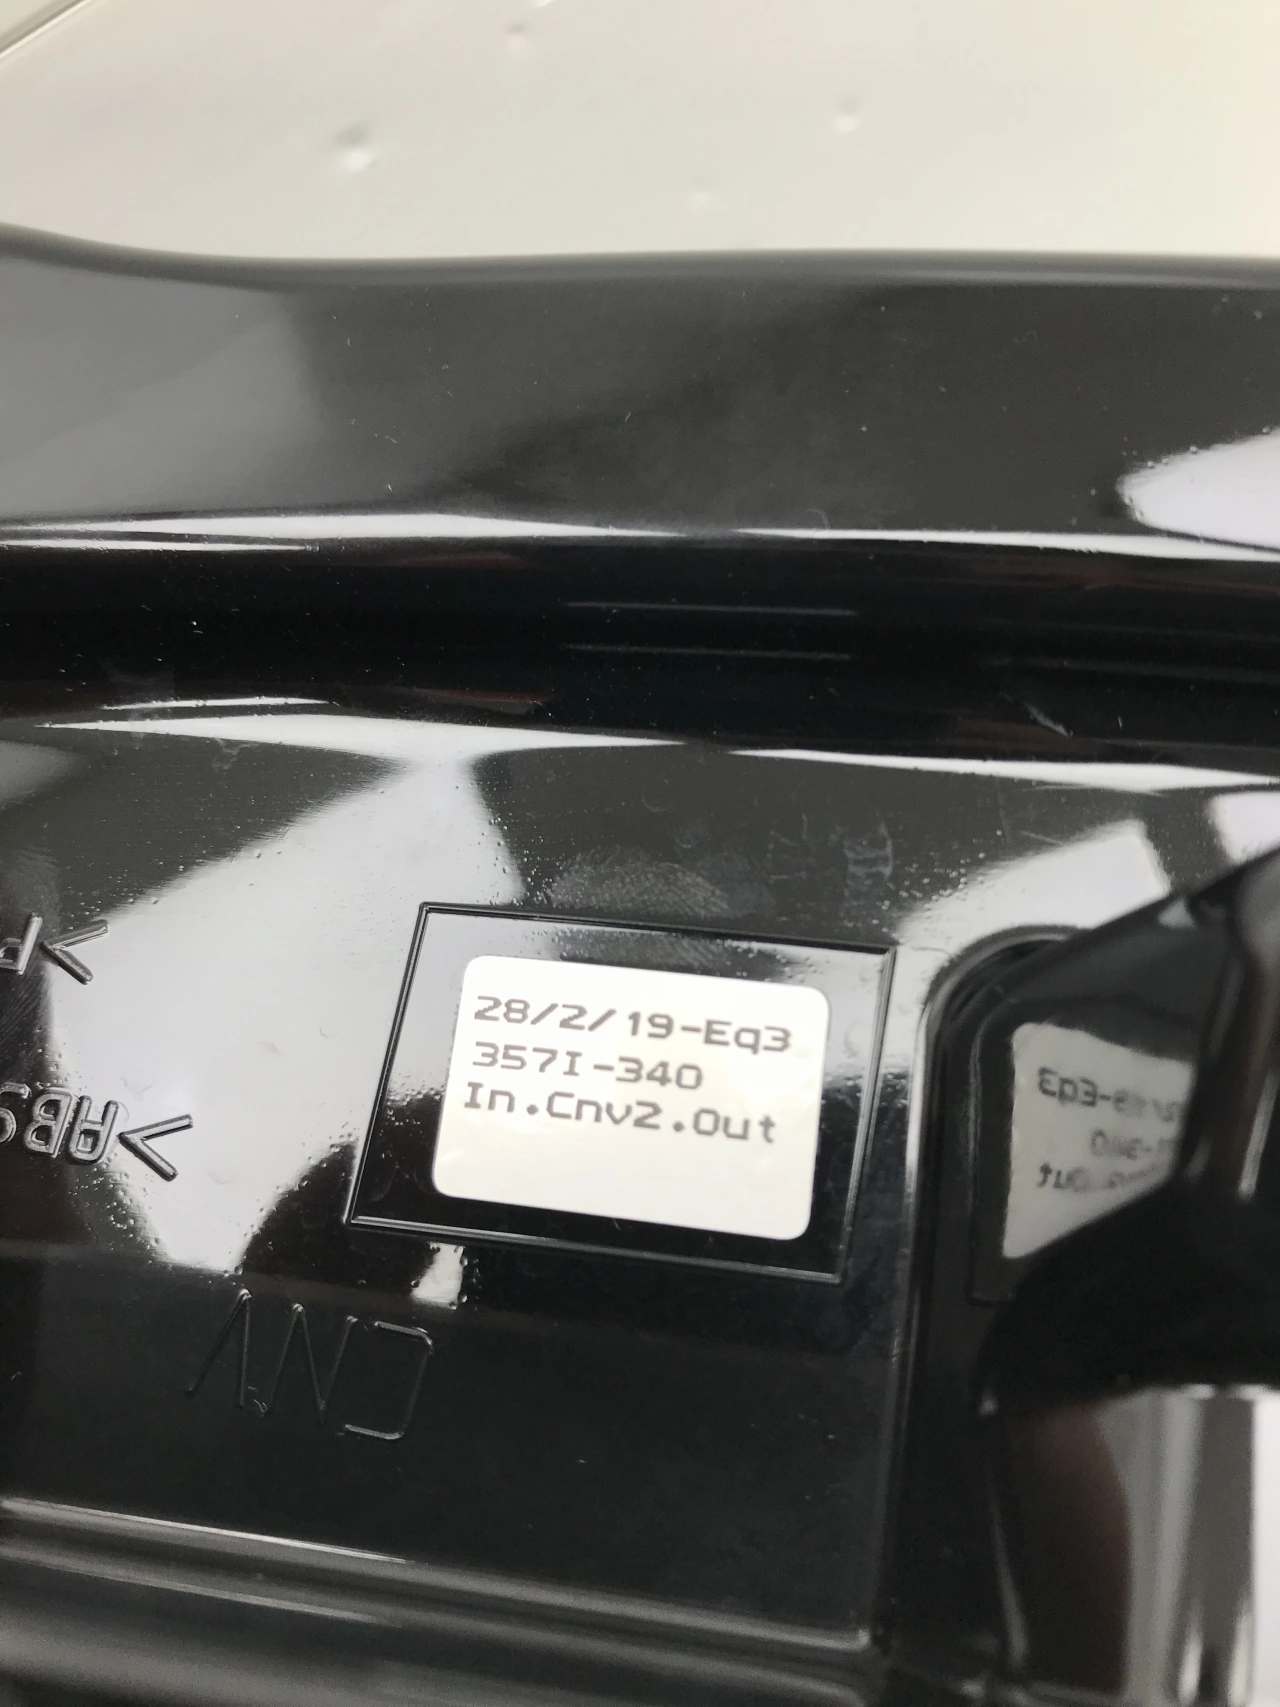 28/2/19-Eq3
357I-340
In.Cnv2.Out
>P
>ABS
CNV